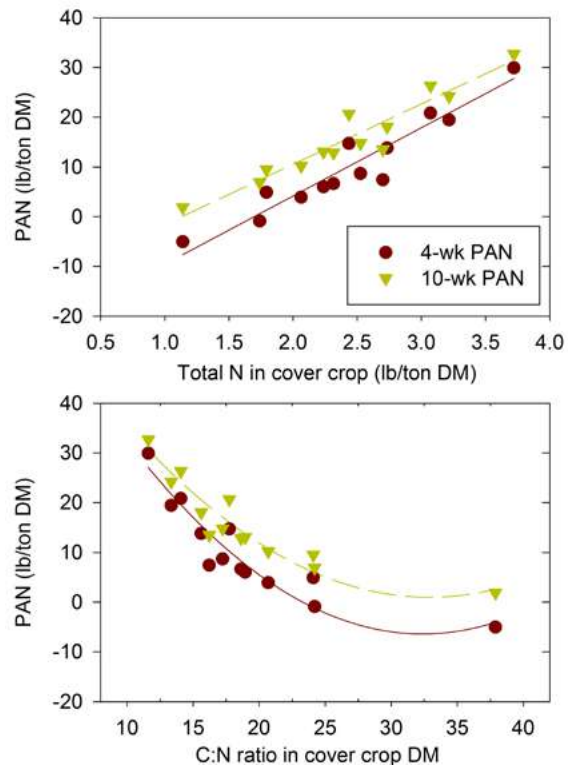 40
30
20
10
0
-10
-20
PAN (lb/ton DM)
4-wk PAN
10-wk PAN
0.5 1.0 1.5 2.0 2.5 3.0 3.5 4.0
Total N in cover crop (lb/ton DM)
40
30
20
10
0
-10
-20
PAN (lb/ton DM)
10 15 20 25 30 35 40
C:N ratio in cover crop DM